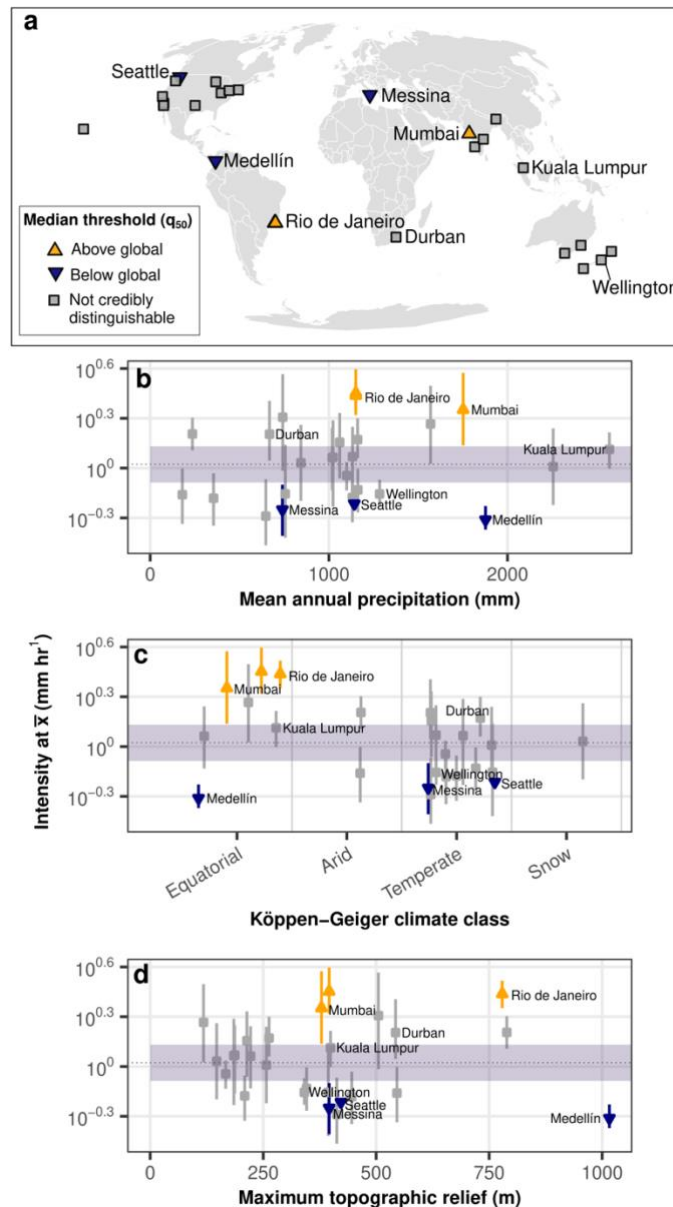 a
Seattle
Messina
Mumbai
Medellín
Kuala Lumpur
Median threshold (q50)
Above global
Below global
Not credibly
distinguishable
Rio de Janeiro
Durban
Wellington
b
10^0.6
10^0.3
10^0
10^−0.3
Rio de Janeiro
Mumbai
Durban
Kuala Lumpur
Wellington
Messina
Seattle
Medellín
0
1000
2000
Mean annual precipitation (mm)
Intensity at x̅ (mm hr^1)
c
10^0.6
10^0.3
10^0
10^−0.3
Rio de Janeiro
Mumbai
Durban
Kuala Lumpur
Wellington
Seattle
Messina
Medellín
Equatorial
Arid
Temperate
Snow
Köppen−Geiger climate class
d
10^0.6
10^0.3
10^0
10^−0.3
Rio de Janeiro
Mumbai
Durban
Kuala Lumpur
Wellington
Seattle
Messina
Medellín
0
250
500
750
1000
Maximum topographic relief (m)